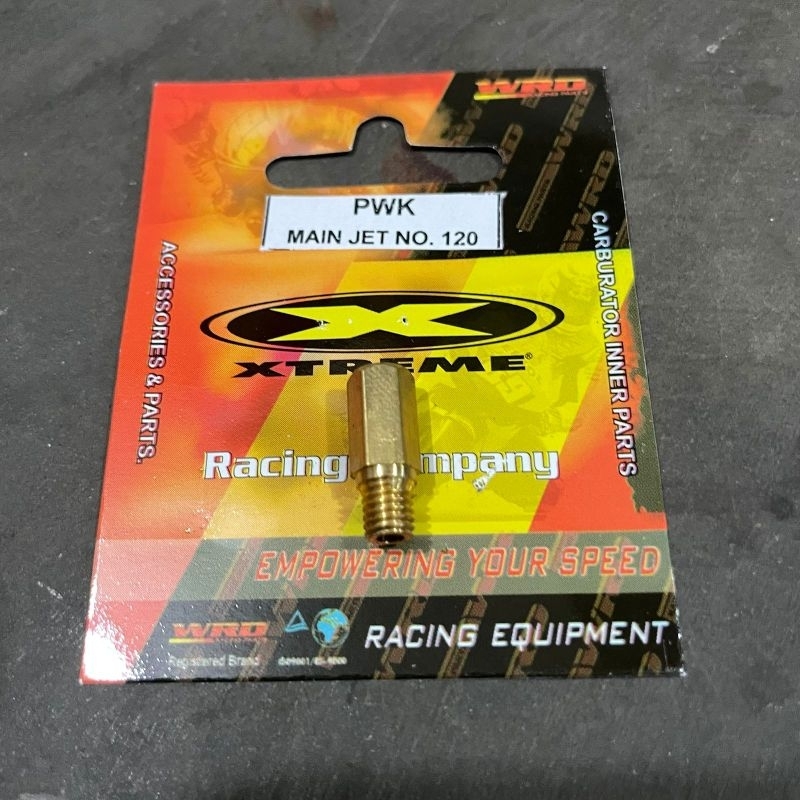 WRD
PWK
MAIN JET NO. 120
ACCESSORIES & PARTS.
CARBURATOR INNER PARTS
XTREME®
Racing mpany
EMPOWERING YOUR SPEED
WRD
Registered Brand
RACING EQUIPMENT